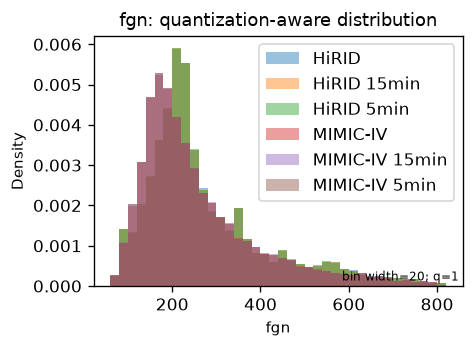 fgn: quantization-aware distribution
0.006
0.005
0.004
0.003
0.002
0.001
0.000
Density
HiRID
HiRID 15min
HiRID 5min
MIMIC-IV
MIMIC-IV 15min
MIMIC-IV 5min
bin width=20; q=1
200
400
600
800
fgn